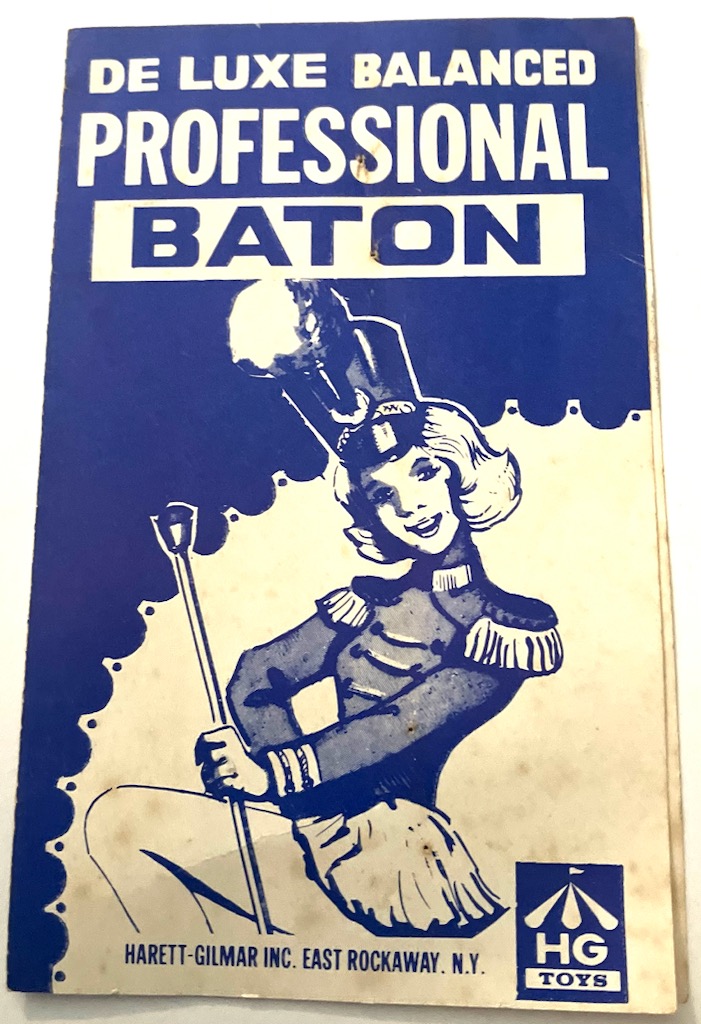 DE LUXE BALANCED
PROFESSIONAL
BATON
HARETT-GILMAR INC. EAST ROCKAWAY. N.Y.
HG
TOYS